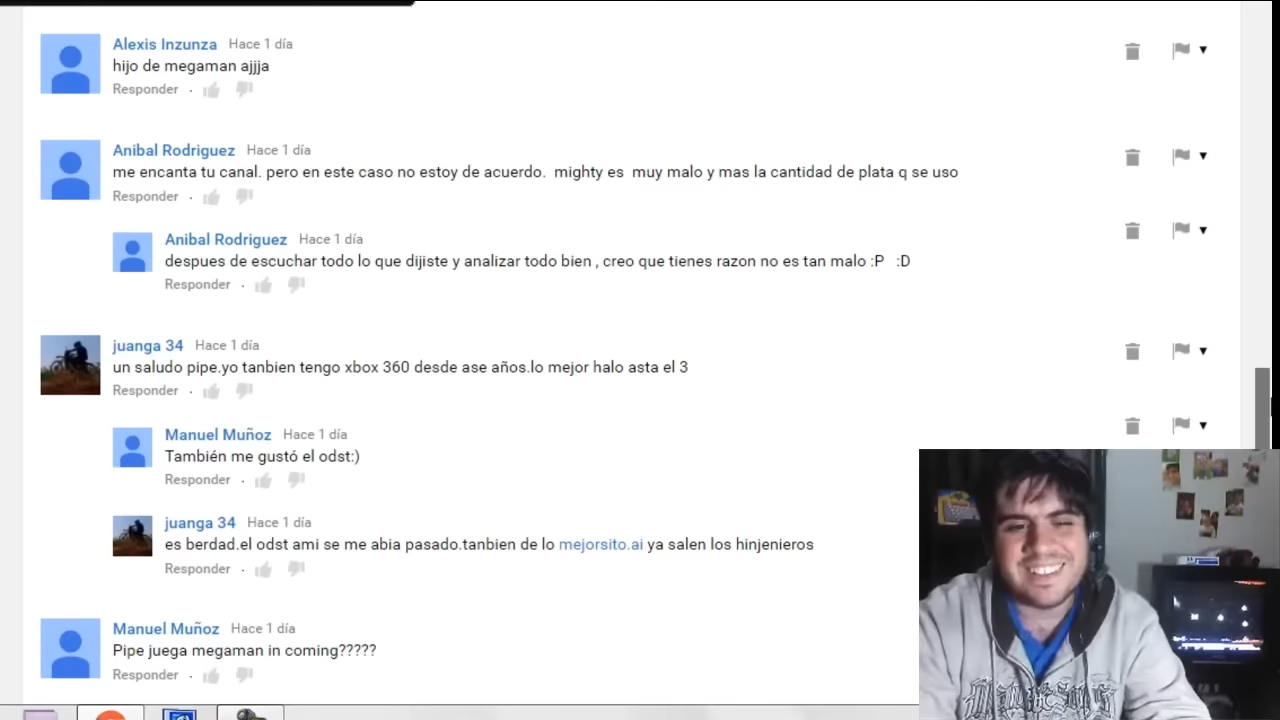 Alexis Inzunza Hace 1 día
hijo de megaman ajjja
Responder ·
Anibal Rodriguez Hace 1 día
me encanta tu canal. pero en este caso no estoy de acuerdo. mighty es muy malo y mas la cantidad de plata q se uso
Responder
Anibal Rodriguez Hace 1 día
despues de escuchar todo lo que dijiste y analizar todo bien , creo que tienes razon no es tan malo :P :D
Responder ·
juanga 34 Hace 1 día
un saludo pipe.yo tanbien tengo xbox 360 desde ase años.lo mejor halo asta el 3
Responder ·
Manuel Muñoz Hace 1 día
También me gustó el odst:)
Responder ·
juanga 34 Hace 1 día
es berdad.el odst ami se me abia pasado.tanbien de lo mejorsito.ai ya salen los hinjenieros
Responder ·
Manuel Muñoz Hace 1 día
Pipe juega megaman in coming?????
Responder ·